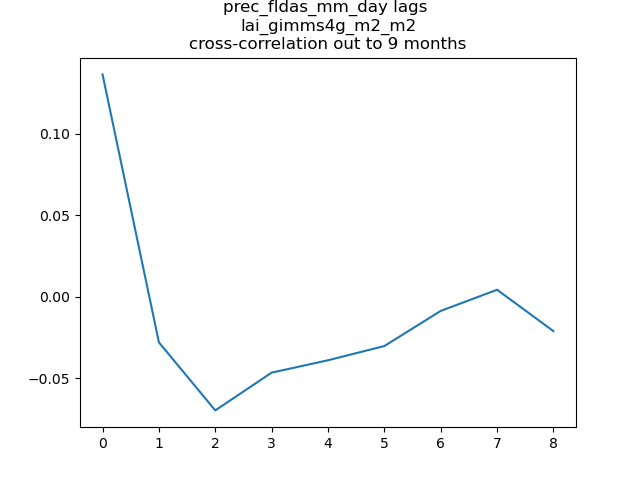 prec_fldas_mm_day lags
lai_gimms4g_m2_m2
cross-correlation out to 9 months
0.10
0.05
0.00
−0.05
0 1 2 3 4 5 6 7 8